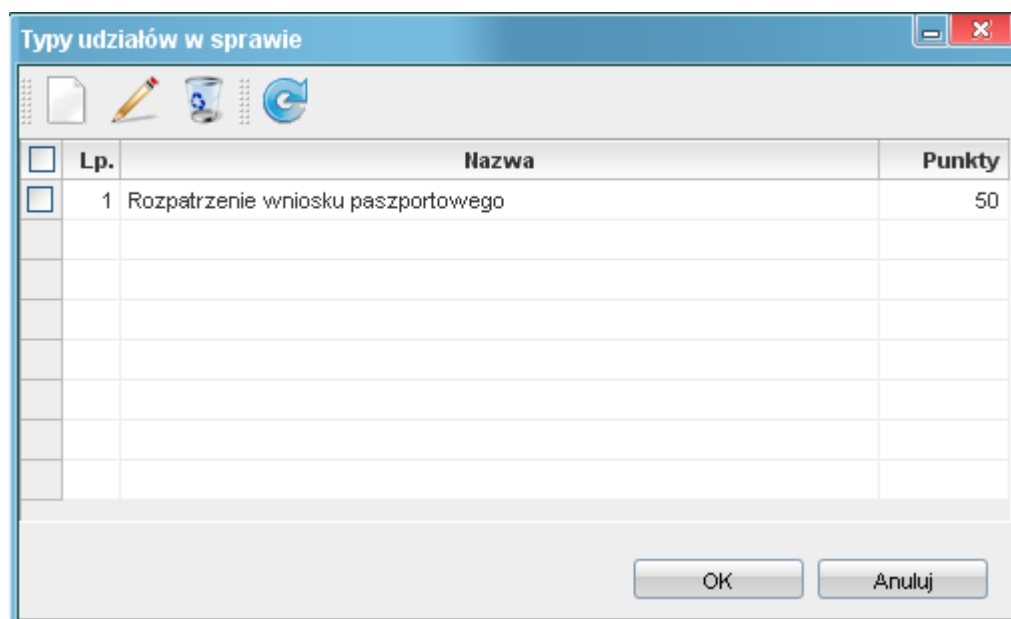 Typy udziałów w sprawie
Lp. Nazwa Punkty
1 Rozpatrzenie wniosku paszportowego 50
OK Anuluj